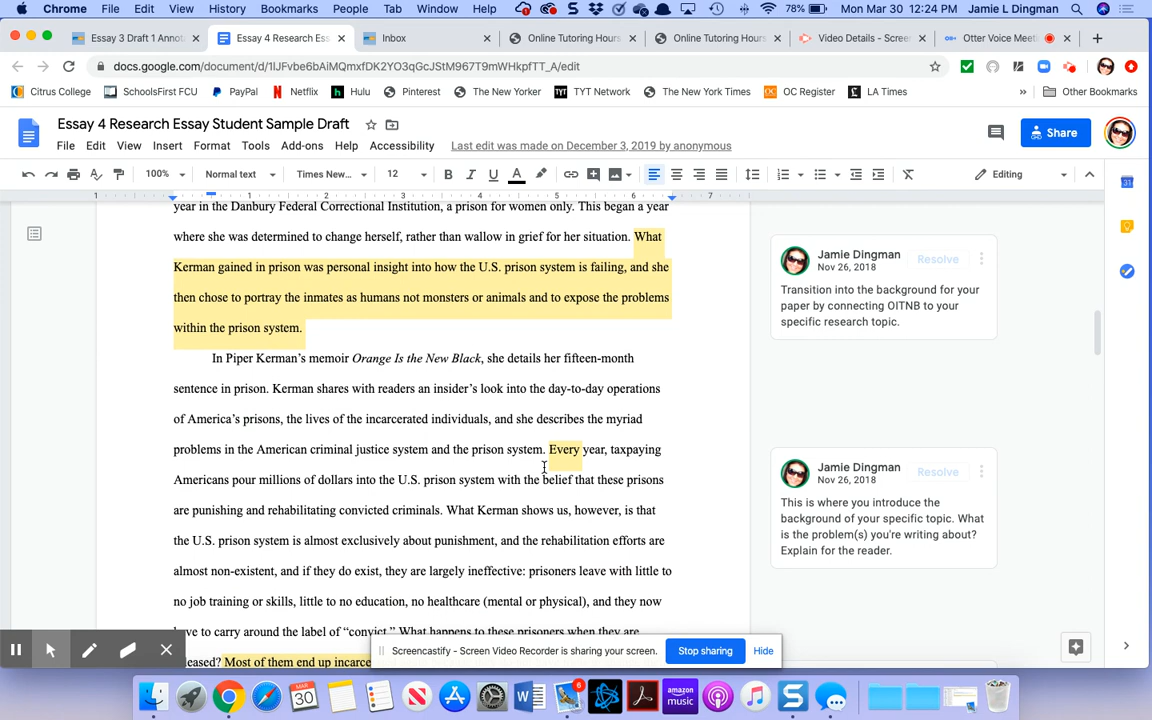 Chrome File Edit View History Bookmarks People Tab Window Help 78% Mon Mar 30 12:24 PM Jamie L Dingman
Essay 3 Draft 1 Annot Essay 4 Research Ess Inbox Online Tutoring Hours Online Tutoring Hours Video Details - Scree Otter Voice Meet
docs.google.com/document/d/1lJFvbe6bAiMQmxfDK2YO3qGcJStM967T9mWHkpfTT_A/edit
Citrus College SchoolsFirst FCU PayPal Netflix Hulu Pinterest The New Yorker TYT Network The New York Times OC Register LA Times » Other Bookmarks
Essay 4 Research Essay Student Sample Draft
Share
File Edit View Insert Format Tools Add-ons Help Accessibility Last edit was made on December 3, 2019 by anonymous
100% Normal text Times New... 12 B I U A Editing
1 1 2 3 4 5 6 7
year in the Danbury Federal Correctional Institution, a prison for women only. This began a year
where she was determined to change herself, rather than wallow in grief for her situation. What
Kerman gained in prison was personal insight into how the U.S. prison system is failing, and she
then chose to portray the inmates as humans not monsters or animals and to expose the problems
within the prison system.
In Piper Kerman's memoir Orange Is the New Black, she details her fifteen-month
sentence in prison. Kerman shares with readers an insider's look into the day-to-day operations
of America's prisons, the lives of the incarcerated individuals, and she describes the myriad
problems in the American criminal justice system and the prison system. Every year, taxpaying
Americans pour millions of dollars into the U.S. prison system with the belief that these prisons
are punishing and rehabilitating convicted criminals. What Kerman shows us, however, is that
the U.S. prison system is almost exclusively about punishment, and the rehabilitation efforts are
almost non-existent, and if they do exist, they are largely ineffective: prisoners leave with little to
no job training or skills, little to no education, no healthcare (mental or physical), and they now
have to carry around the label of "convict." What happens to these prisoners when they are
released? Most of them end up incarce
Jamie Dingman Resolve
Nov 26, 2018
Transition into the background for your
paper by connecting OITNB to your
specific research topic.
Jamie Dingman Resolve
Nov 26, 2018
This is where you introduce the
background of your specific topic. What
is the problem(s) you're writing about?
Explain for the reader.
Screencastify - Screen Video Recorder is sharing your screen. Stop sharing Hide
MAR
30
W
6
amazon
music